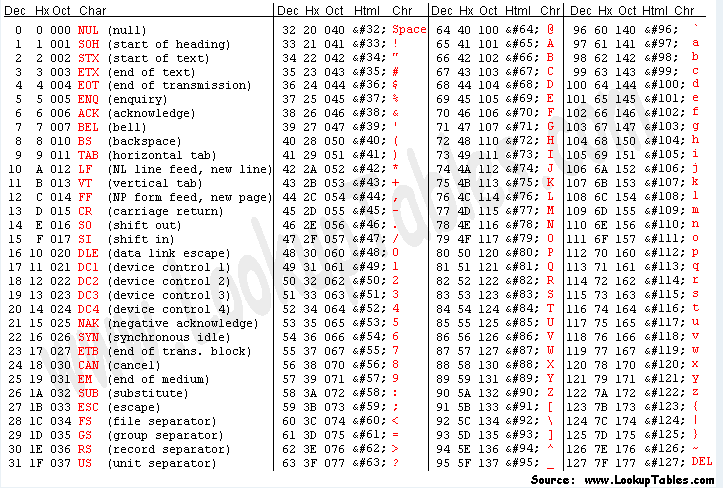 Dec Hx Oct Char Dec Hx Oct Html Chr Dec Hx Oct Html Chr Dec Hx Oct Html Chr
0 0 000 NUL (null) 32 20 040 &#32; Space 64 40 100 &#64; @ 96 60 140 &#96; `
1 1 001 SOH (start of heading) 33 21 041 &#33; ! 65 41 101 &#65; A 97 61 141 &#97; a
2 2 002 STX (start of text) 34 22 042 &#34; " 66 42 102 &#66; B 98 62 142 &#98; b
3 3 003 ETX (end of text) 35 23 043 &#35; # 67 43 103 &#67; C 99 63 143 &#99; c
4 4 004 EOT (end of transmission) 36 24 044 &#36; $ 68 44 104 &#68; D 100 64 144 &#100; d
5 5 005 ENQ (enquiry) 37 25 045 &#37; % 69 45 105 &#69; E 101 65 145 &#101; e
6 6 006 ACK (acknowledge) 38 26 046 &#38; & 70 46 106 &#70; F 102 66 146 &#102; f
7 7 007 BEL (bell) 39 27 047 &#39; ' 71 47 107 &#71; G 103 67 147 &#103; g
8 8 010 BS (backspace) 40 28 050 &#40; ( 72 48 110 &#72; H 104 68 150 &#104; h
9 9 011 TAB (horizontal tab) 41 29 051 &#41; ) 73 49 111 &#73; I 105 69 151 &#105; i
10 A 012 LF (NL line feed, new line) 42 2A 052 &#42; * 74 4A 112 &#74; J 106 6A 152 &#106; j
11 B 013 VT (vertical tab) 43 2B 053 &#43; + 75 4B 113 &#75; K 107 6B 153 &#107; k
12 C 014 FF (NP form feed, new page) 44 2C 054 &#44; , 76 4C 114 &#76; L 108 6C 154 &#108; l
13 D 015 CR (carriage return) 45 2D 055 &#45; - 77 4D 115 &#77; M 109 6D 155 &#109; m
14 E 016 SO (shift out) 46 2E 056 &#46; . 78 4E 116 &#78; N 110 6E 156 &#110; n
15 F 017 SI (shift in) 47 2F 057 &#47; / 79 4F 117 &#79; O 111 6F 157 &#111; o
16 10 020 DLE (data link escape) 48 30 060 &#48; 0 80 50 120 &#80; P 112 70 160 &#112; p
17 11 021 DC1 (device control 1) 49 31 061 &#49; 1 81 51 121 &#81; Q 113 71 161 &#113; q
18 12 022 DC2 (device control 2) 50 32 062 &#50; 2 82 52 122 &#82; R 114 72 162 &#114; r
19 13 023 DC3 (device control 3) 51 33 063 &#51; 3 83 53 123 &#83; S 115 73 163 &#115; s
20 14 024 DC4 (device control 4) 52 34 064 &#52; 4 84 54 124 &#84; T 116 74 164 &#116; t
21 15 025 NAK (negative acknowledge) 53 35 065 &#53; 5 85 55 125 &#85; U 117 75 165 &#117; u
22 16 026 SYN (synchronous idle) 54 36 066 &#54; 6 86 56 126 &#86; V 118 76 166 &#118; v
23 17 027 ETB (end of trans. block) 55 37 067 &#55; 7 87 57 127 &#87; W 119 77 167 &#119; w
24 18 030 CAN (cancel) 56 38 070 &#56; 8 88 58 130 &#88; X 120 78 170 &#120; x
25 19 031 EM (end of medium) 57 39 071 &#57; 9 89 59 131 &#89; Y 121 79 171 &#121; y
26 1A 032 SUB (substitute) 58 3A 072 &#58; : 90 5A 132 &#90; Z 122 7A 172 &#122; z
27 1B 033 ESC (escape) 59 3B 073 &#59; ; 91 5B 133 &#91; [ 123 7B 173 &#123; {
28 1C 034 FS (file separator) 60 3C 074 &#60; < 92 5C 134 &#92; \ 124 7C 174 &#124; |
29 1D 035 GS (group separator) 61 3D 075 &#61; = 93 5D 135 &#93; ] 125 7D 175 &#125; }
30 1E 036 RS (record separator) 62 3E 076 &#62; > 94 5E 136 &#94; ^ 126 7E 176 &#126; ~
31 1F 037 US (unit separator) 63 3F 077 &#63; ? 95 5F 137 &#95; _ 127 7F 177 &#127; DEL
Source: www.LookupTables.com
www.LookupTables.com